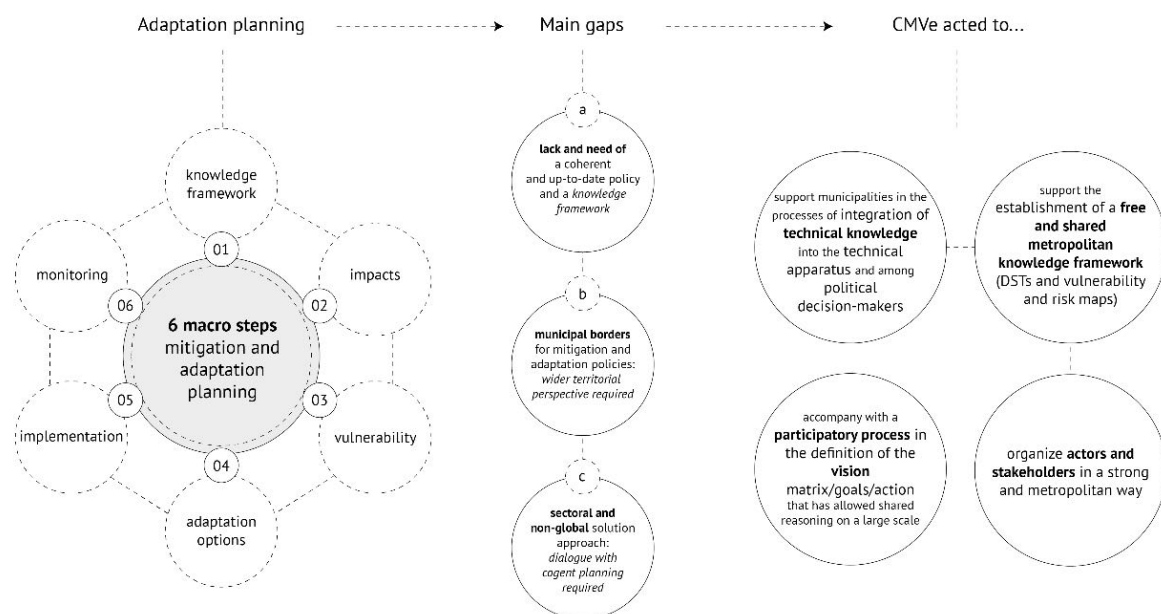 Adaptation planning
Main gaps
CMVe acted to...
knowledge
framework
01
impacts
02
03
vulnerability
04
adaptation
options
05
implementation
06
monitoring
6 macro steps
mitigation and
adaptation
planning
a
lack and need of
a coherent
and up-to-date policy
and a knowledge
framework
b
municipal borders
for mitigation and
adaptation policies:
wider territorial
perspective required
c
sectoral and
non-global solution
approach:
dialogue with
cogent planning
required
support municipalities in the
processes of integration of
technical knowledge
into the technical
apparatus and among
political
decision-makers
support the
establishment of a free
and shared
metropolitan
knowledge framework
(DSTs and vulnerability
and risk maps)
accompany with a
participatory process in
the definition of the
vision
matrix/goals/action
that has allowed shared
reasoning on a large scale
organize actors and
stakeholders in a strong
and metropolitan way